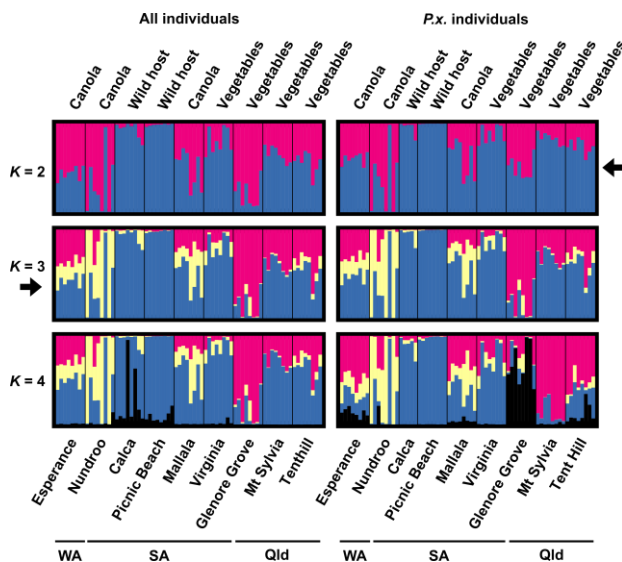 All individuals
P.x. individuals
Canola
Canola
Wild host
Wild host
Canola
Vegetables
Vegetables
Vegetables
Vegetables
Canola
Canola
Wild host
Wild host
Canola
Vegetables
Vegetables
Vegetables
Vegetables
K = 2
K = 3
K = 4
Esperance
Nundroo
Calca
Picnic Beach
Mallala
Virginia
Glenore Grove
Mt Sylvia
Tenthill
Esperance
Nundroo
Calca
Picnic Beach
Mallala
Virginia
Glenore Grove
Mt Sylvia
Tent Hill
WA
SA
Qld
WA
SA
Qld